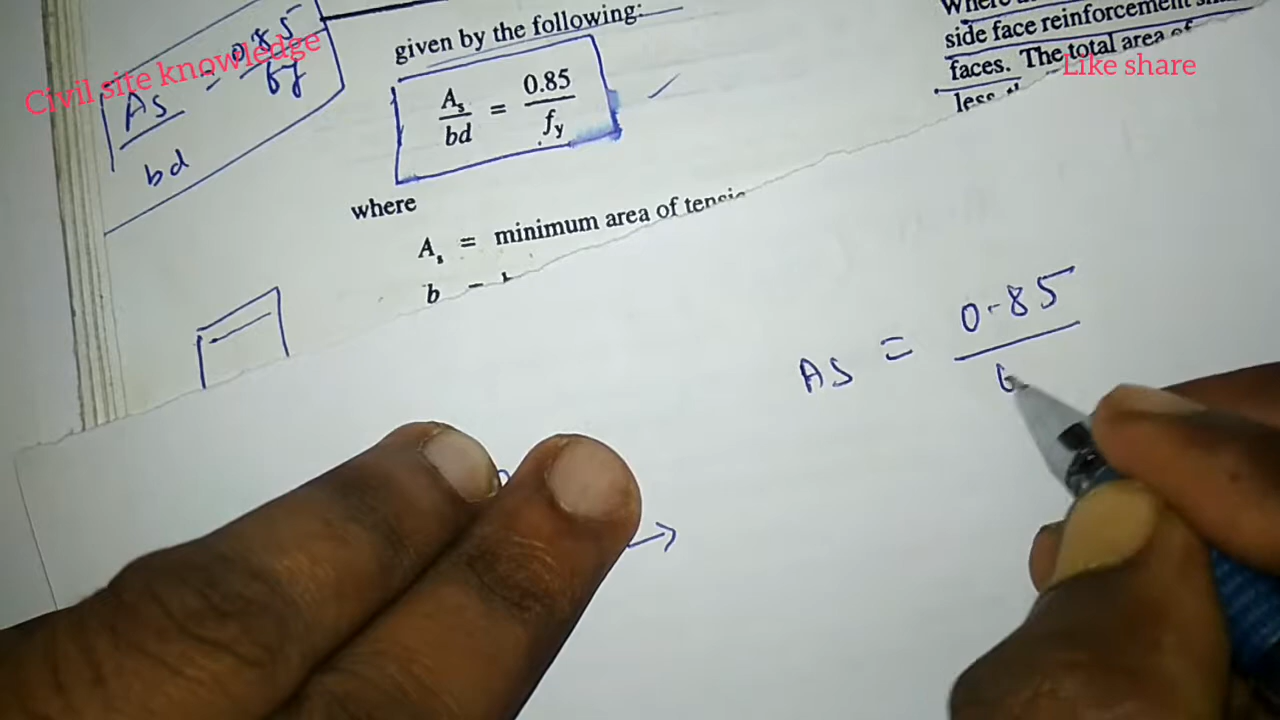 Civil site knowledge
As = 0.85
bd fy
given by the following:
As/bd = 0.85/fy
where
As = minimum area of tensio
b =
side face reinforcement
faces. The total area of
Like share
less
AS = 0.85